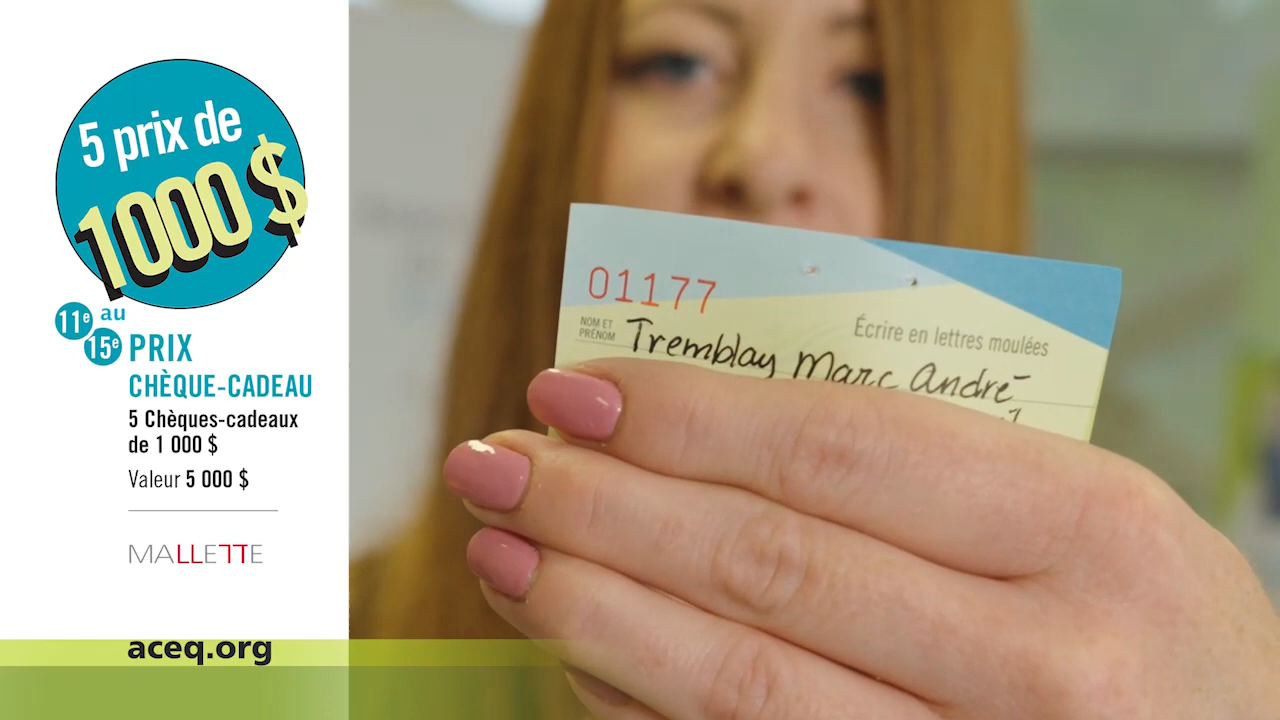 5 prix de
1000 $
11e au
15e PRIX
CHÈQUE-CADEAU
5 Chèques-cadeaux
de 1 000 $
Valeur 5 000 $
MALLETTE
aceq.org
01177
NOM ET
PRÉNOM
Tremblay Marc André
Écrire en lettres moulées